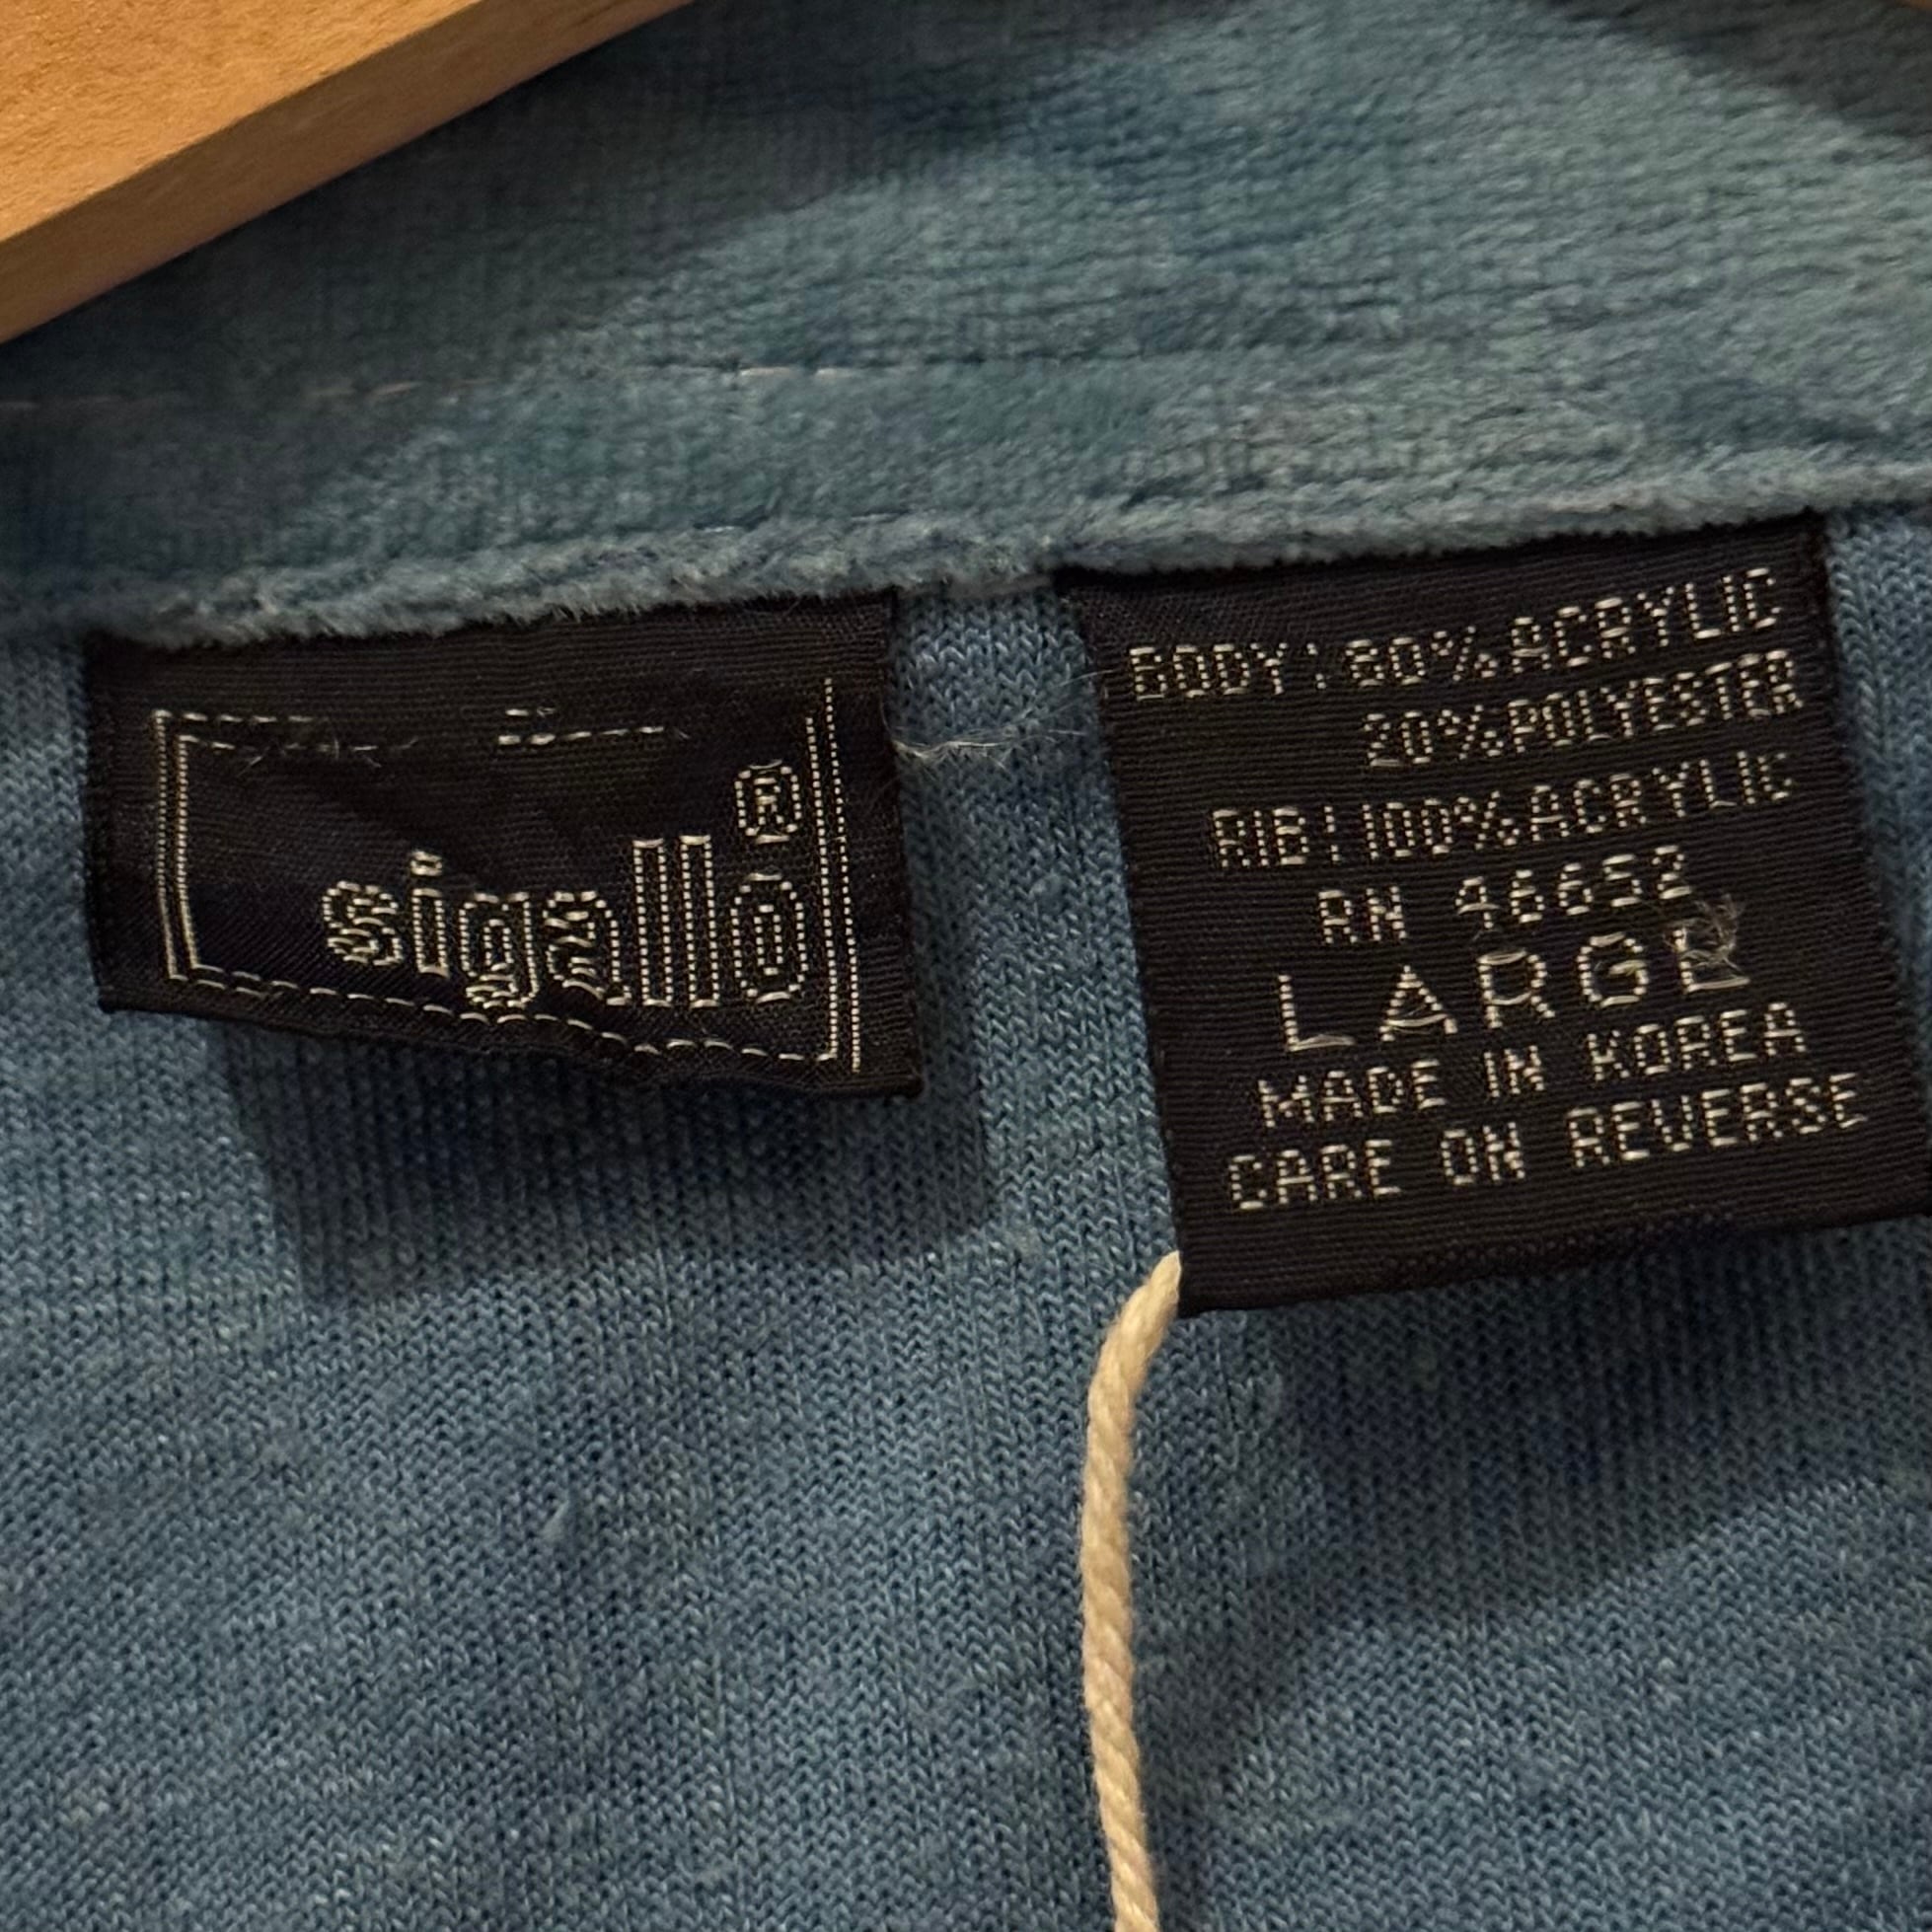 sigallo®
BODY: 80% ACRYLIC
20% POLYESTER
RIB: 100% ACRYLIC
RN 46652
LARGE
MADE IN KOREA
CARE ON REVERSE